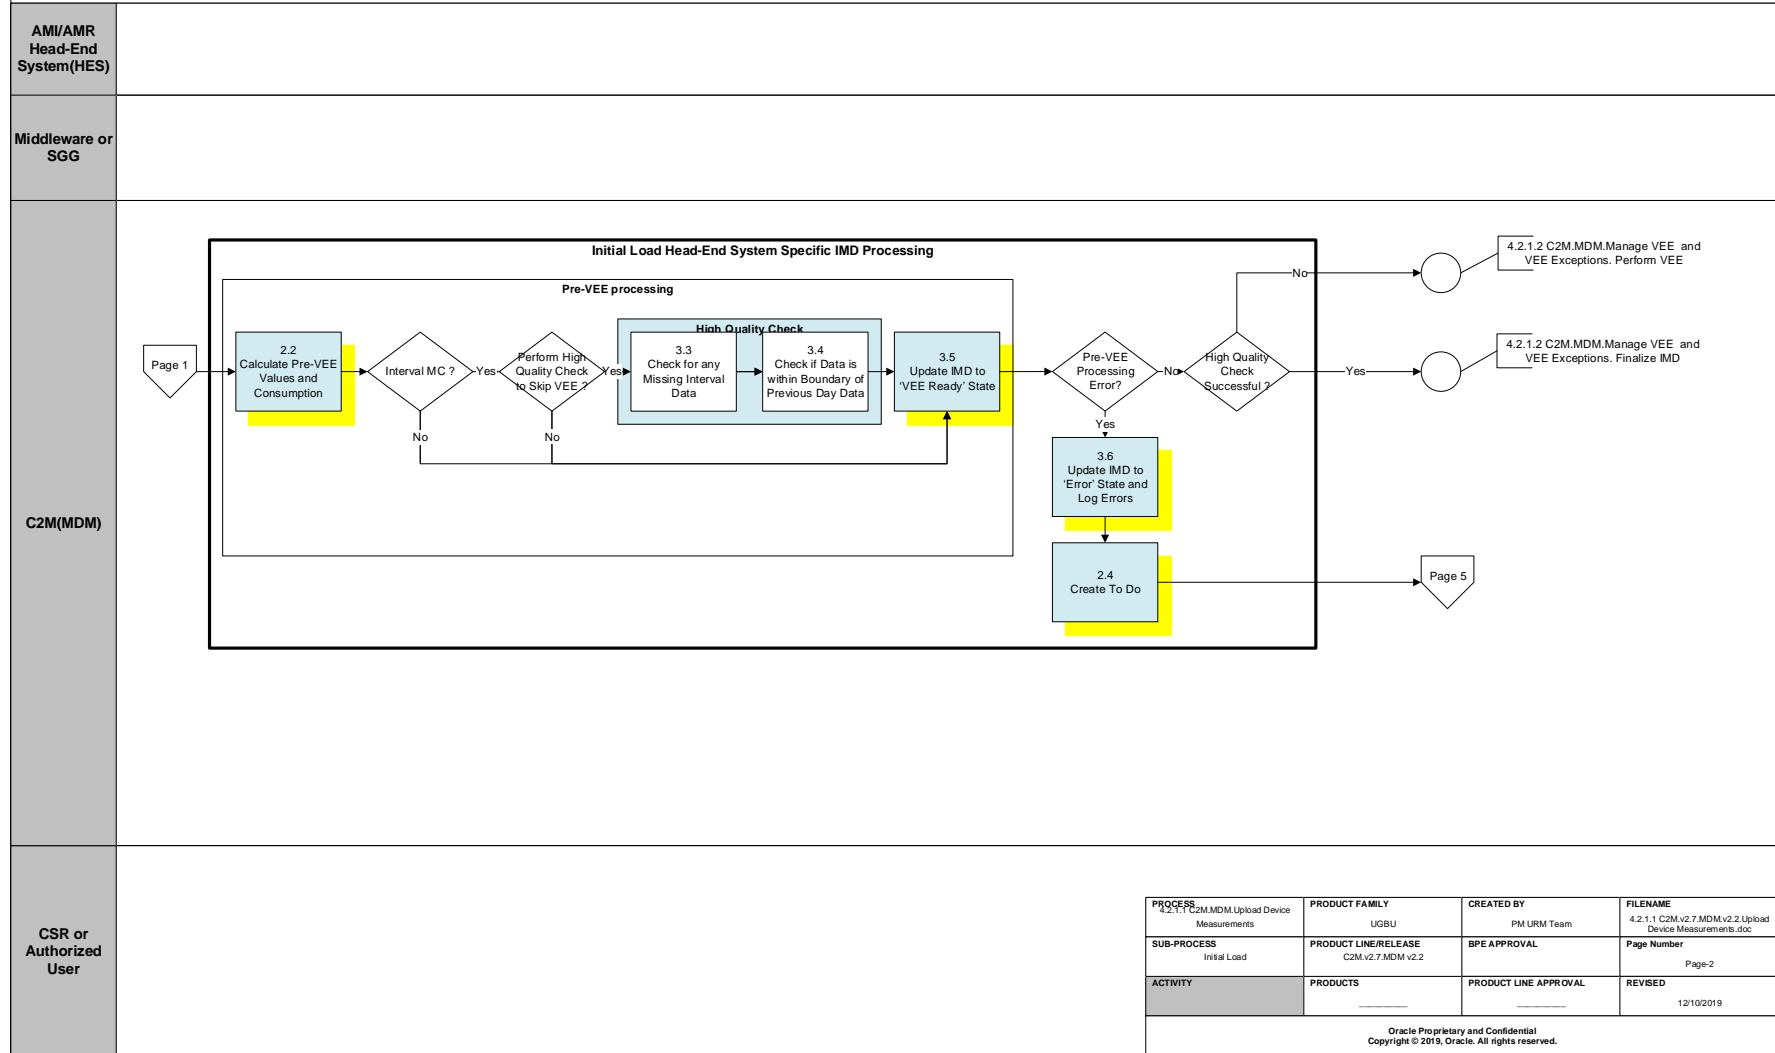 AMI/AMR
Head-End
System(HES)
Middleware or
SGG
C2M(MDM)
CSR or
Authorized
User
Initial Load Head-End System Specific IMD Processing
Pre-VEE processing
Page 1
2.2
Calculate Pre-VEE
Values and
Consumption
Interval MC ?
Yes
No
Perform High
Quality Check
to Skip VEE ?
Yes
No
High Quality Check
3.3
Check for any
Missing Interval
Data
3.4
Check if Data is
within Boundary of
Previous Day Data
3.5
Update IMD to
‘VEE Ready’ State
Pre-VEE
Processing
Error?
No
Yes
High Quality
Check
Successful ?
No
Yes
4.2.1.2 C2M.MDM.Manage VEE and
VEE Exceptions. Perform VEE
4.2.1.2 C2M.MDM.Manage VEE and
VEE Exceptions. Finalize IMD
3.6
Update IMD to
‘Error’ State and
Log Errors
2.4
Create To Do
Page 5
PROCESS
4.2.1.1 C2M.MDM.Upload Device
Measurements
PRODUCT FAMILY
UGBU
CREATED BY
PM URM Team
FILENAME
4.2.1.1 C2M.v2.7.MDM.v2.2.Upload
Device Measurements.doc
SUB-PROCESS
Initial Load
PRODUCT LINE/RELEASE
C2M.v2.7.MDM v2.2
BPE APPROVAL
Page Number
Page-2
ACTIVITY
PRODUCTS
PRODUCT LINE APPROVAL
REVISED
12/10/2019
Oracle Proprietary and Confidential
Copyright © 2019, Oracle. All rights reserved.